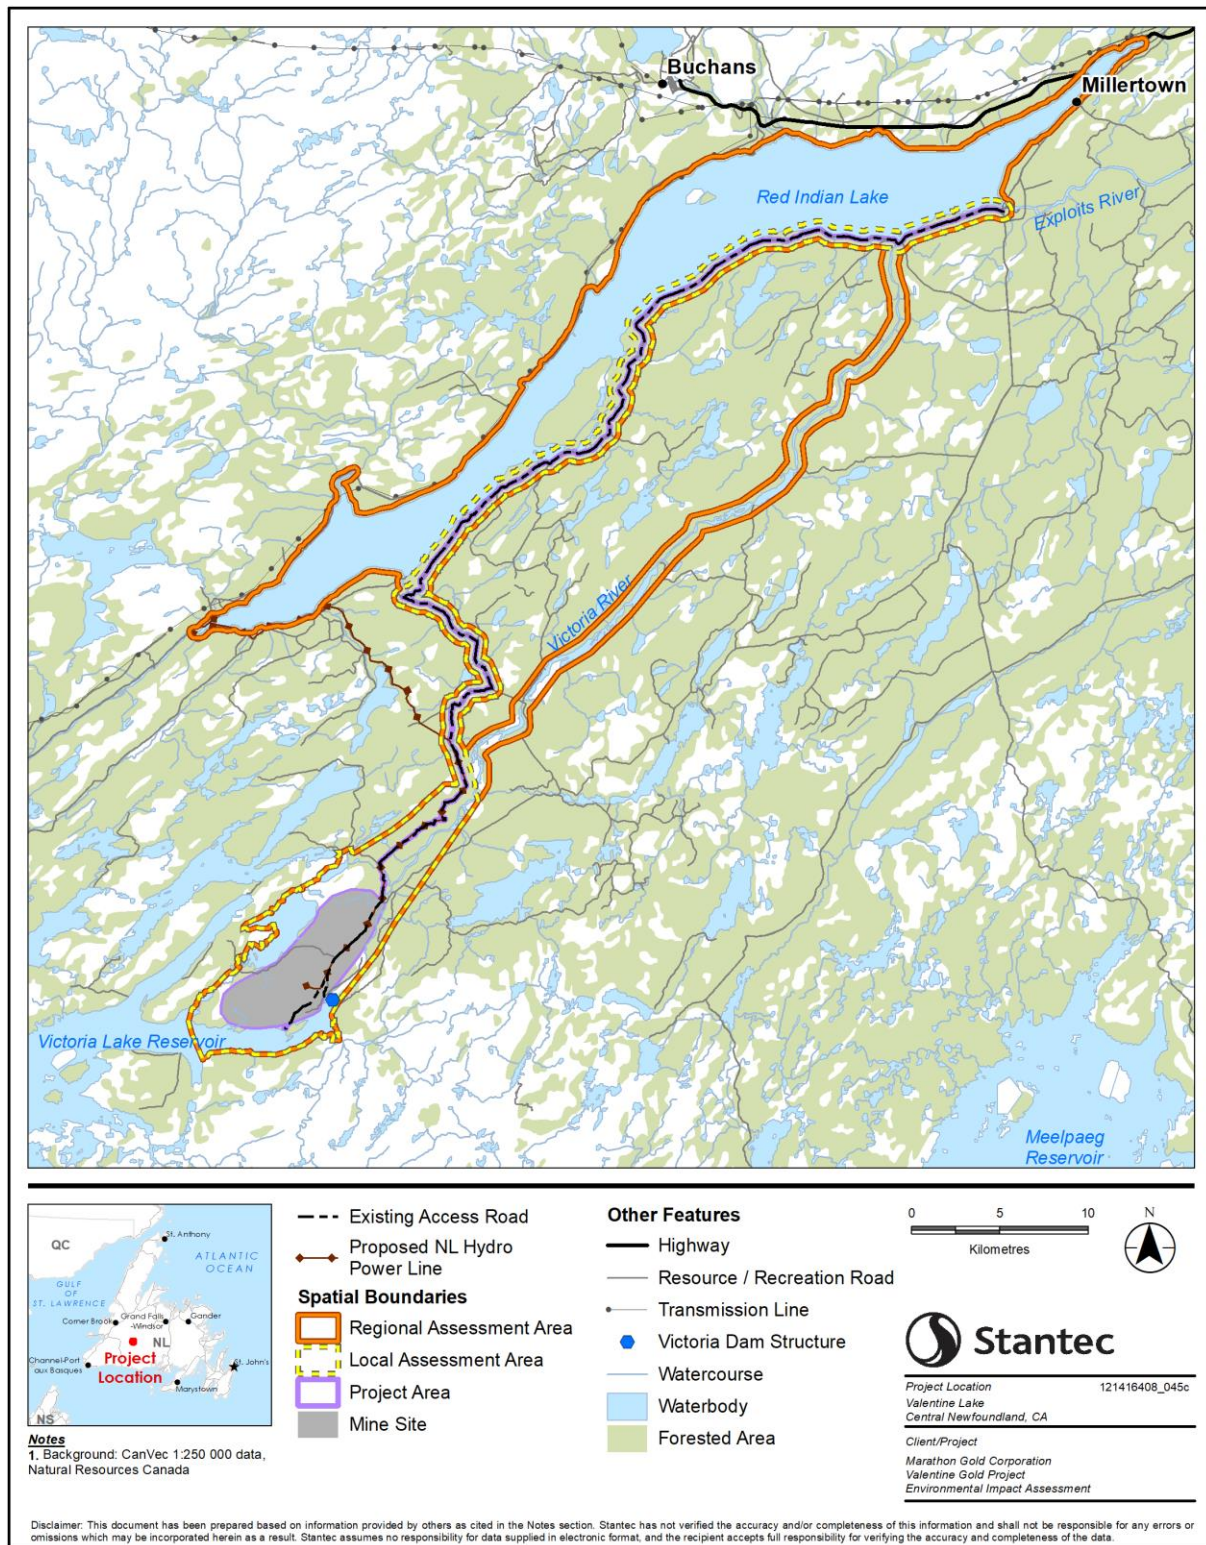 Buchans
Millertown
Red Indian Lake
Exploits River
Victoria River
Victoria Lake Reservoir
Meelpaeg
Reservoir
QC
St. Anthony
ATLANTIC
OCEAN
GULF
OF
ST. LAWRENCE
Corner Brook
Grand Falls
-Windsor
Gander
NL
Project
Location
Channel-Port
aux Basques
St. John's
Marystown
NS
Notes
1. Background: CanVec 1:250 000 data,
Natural Resources Canada
Existing Access Road
Proposed NL Hydro
Power Line
Spatial Boundaries
Regional Assessment Area
Local Assessment Area
Project Area
Mine Site
Other Features
Highway
Resource / Recreation Road
Transmission Line
Victoria Dam Structure
Watercourse
Waterbody
Forested Area
0 5 10
Kilometres
N
Stantec
Project Location 121416408_045c
Valentine Lake
Central Newfoundland, CA
Client/Project
Marathon Gold Corporation
Valentine Gold Project
Environmental Impact Assessment
Disclaimer: This document has been prepared based on information provided by others as cited in the Notes section. Stantec has not verified the accuracy and/or completeness of this information and shall not be responsible for any errors or
omissions which may be incorporated herein as a result. Stantec assumes no responsibility for data supplied in electronic format, and the recipient accepts full responsibility for verifying the accuracy and completeness of the data.